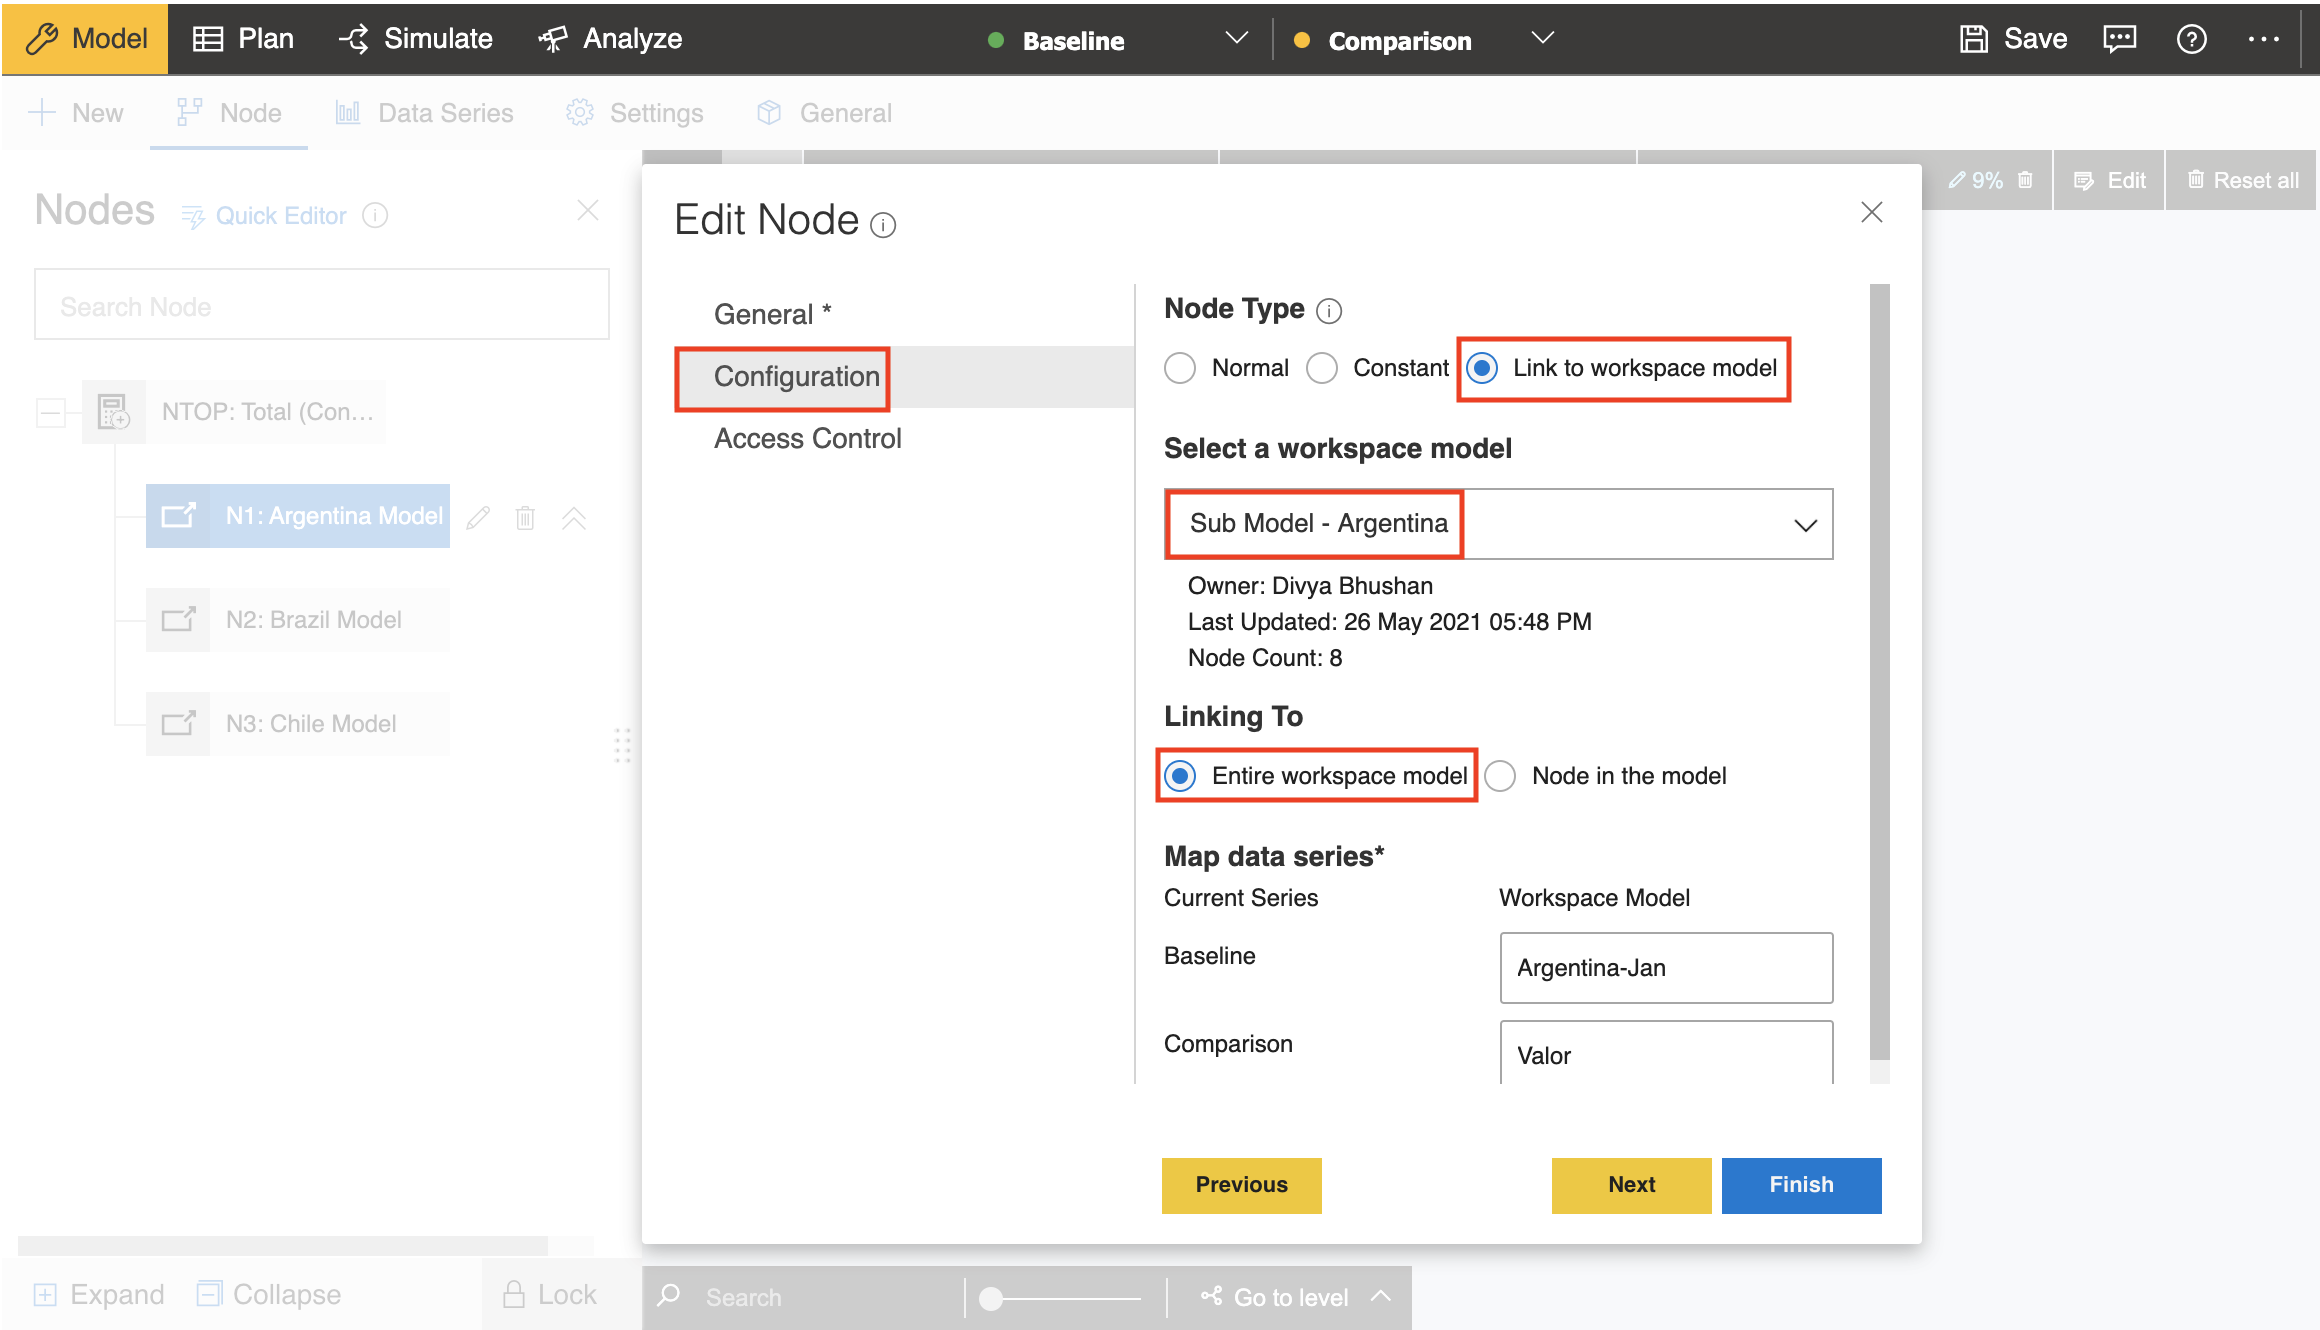 Model Plan Simulate Analyze Baseline Comparison Save
New Node Data Series Settings General
Nodes Quick Editor
Search Node
NTOP: Total (Con...
N1: Argentina Model
N2: Brazil Model
N3: Chile Model
Expand Collapse Lock
9% Edit Reset all
Edit Node
General *
Configuration
Access Control
Node Type
Normal Constant Link to workspace model
Select a workspace model
Sub Model - Argentina
Owner: Divya Bhushan
Last Updated: 26 May 2021 05:48 PM
Node Count: 8
Linking To
Entire workspace model Node in the model
Map data series*
Current Series Workspace Model
Baseline Argentina-Jan
Comparison Valor
Previous Next Finish
Search Go to level